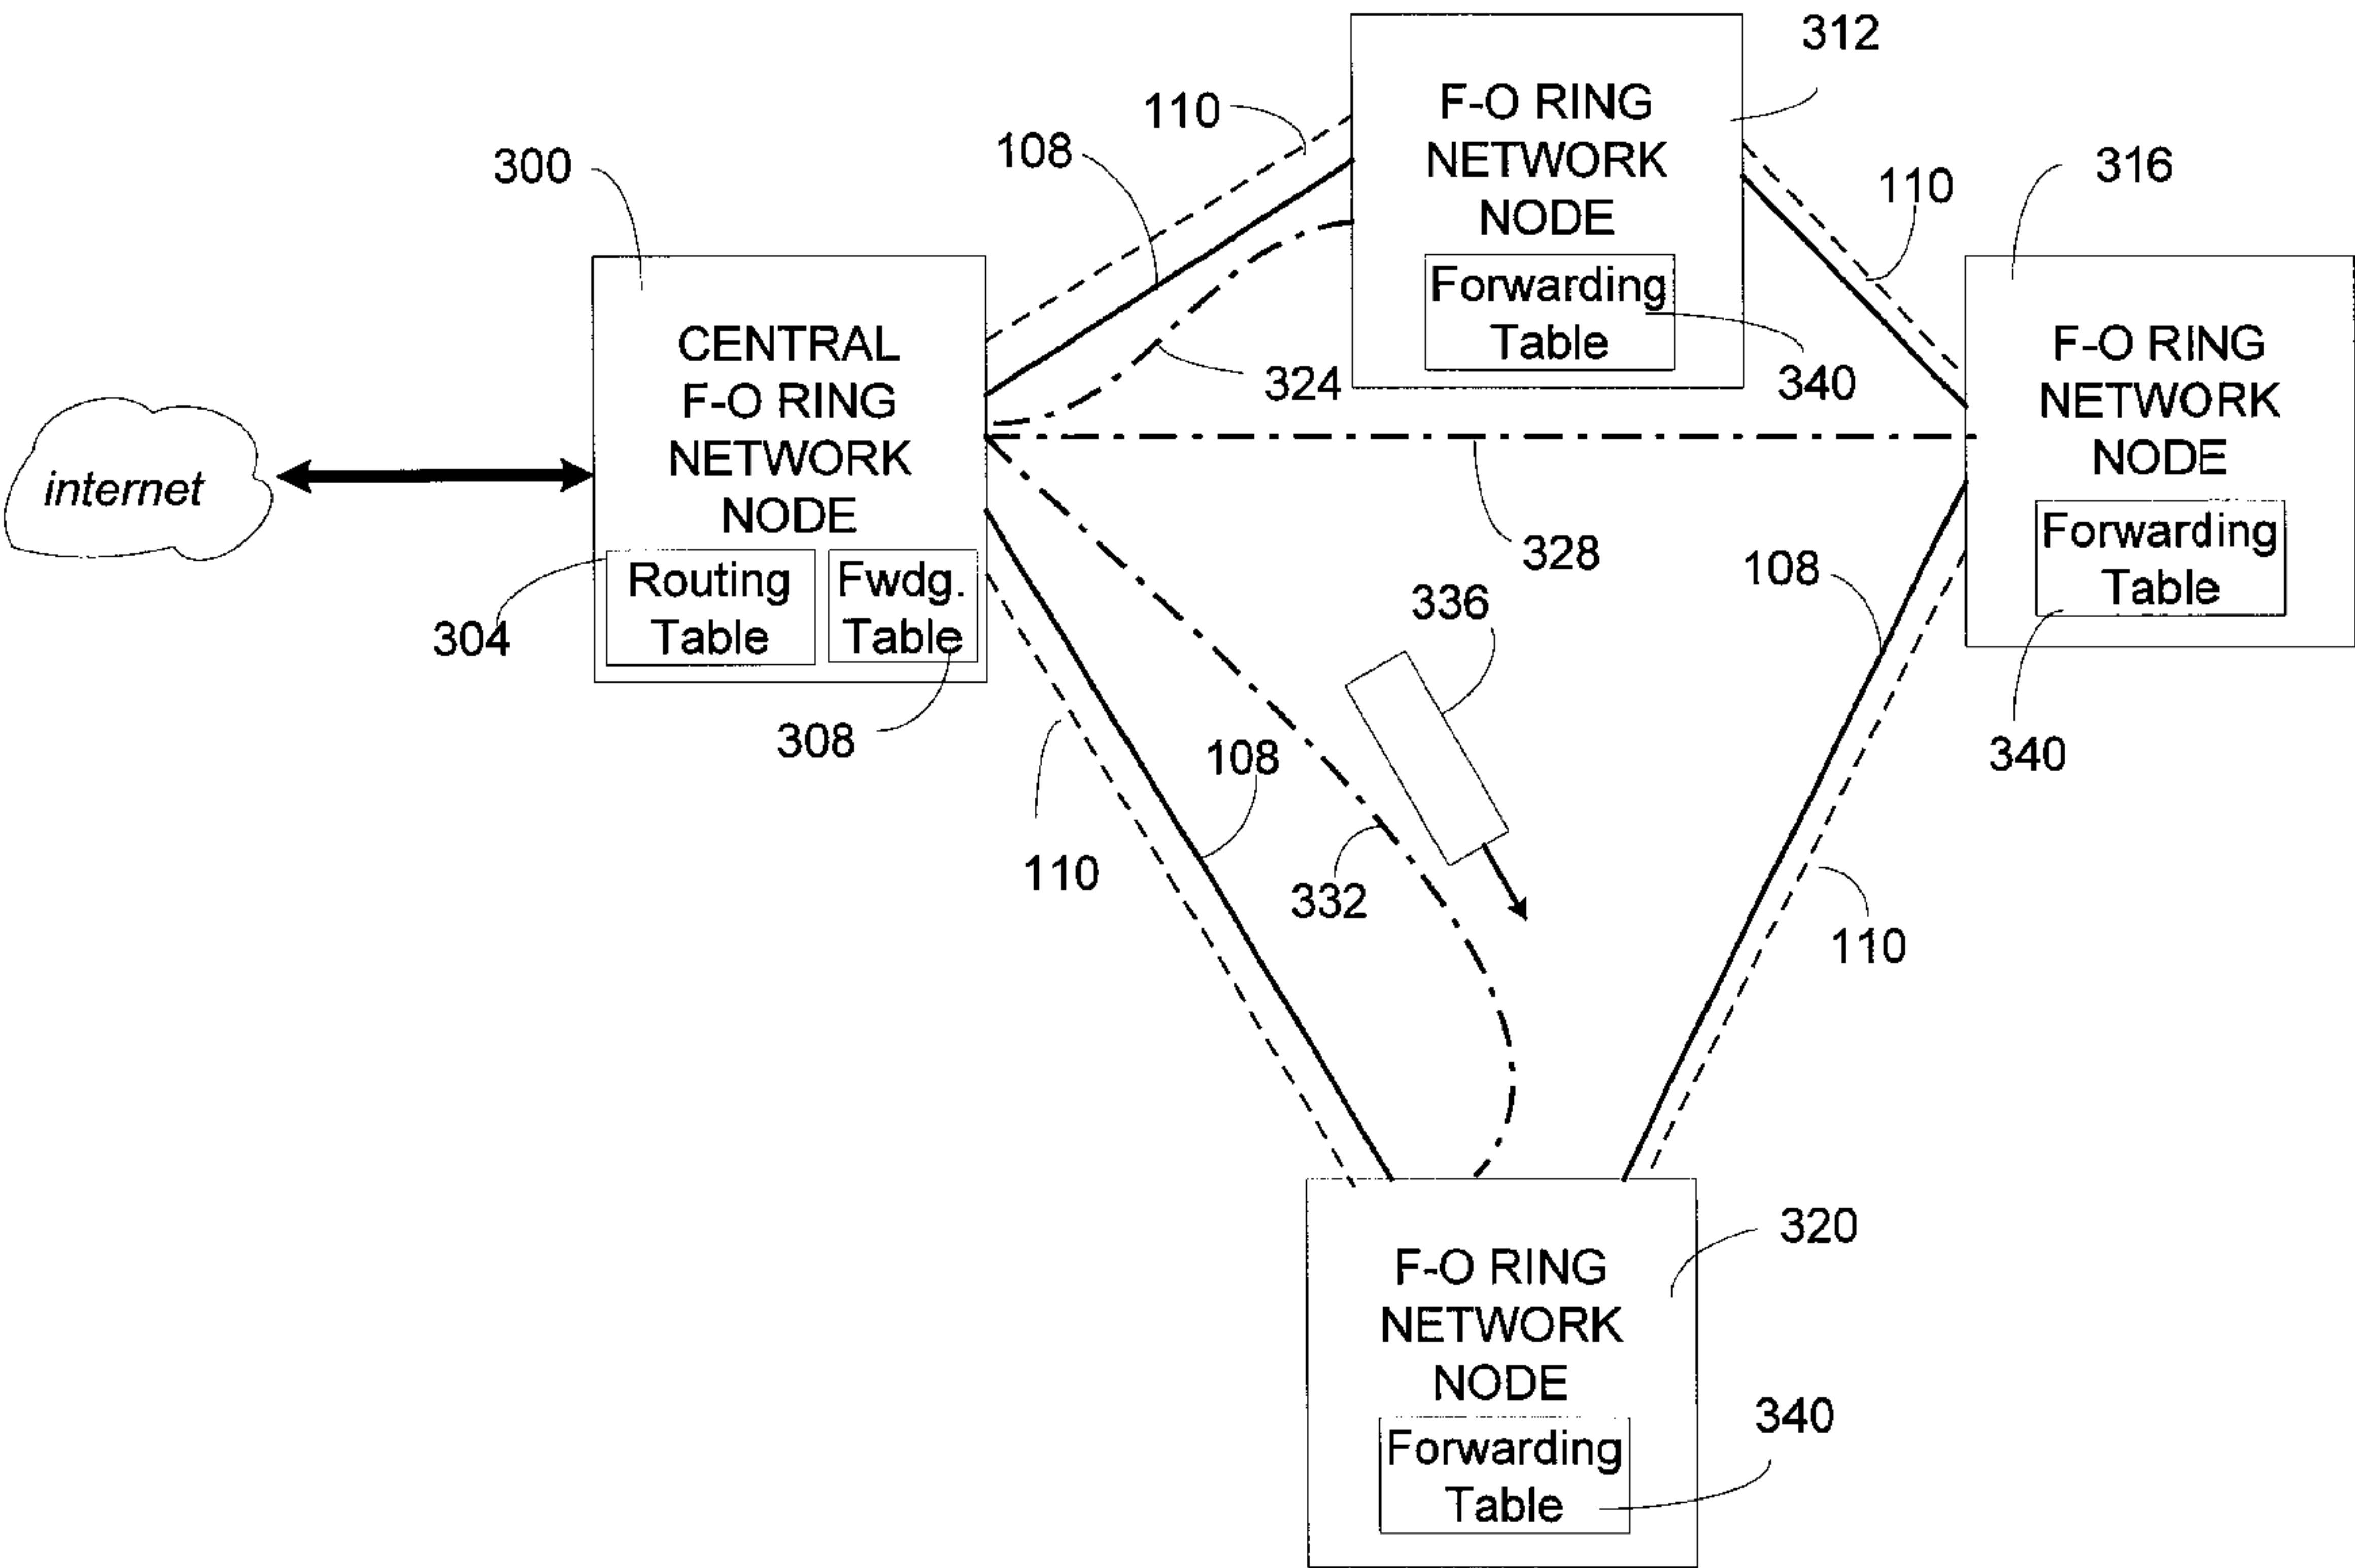 312
F-O RING
NETWORK
NODE
Forwarding
Table
110
108
300
316
110
CENTRAL
F-O RING
NETWORK
NODE
324
340
F-O RING
NETWORK
NODE
internet
Routing
Table
Fwdg.
Table
304
328
108
Forwarding
Table
336
308
108
340
110
332
110
320
F-O RING
NETWORK
NODE
340
Forwarding
Table